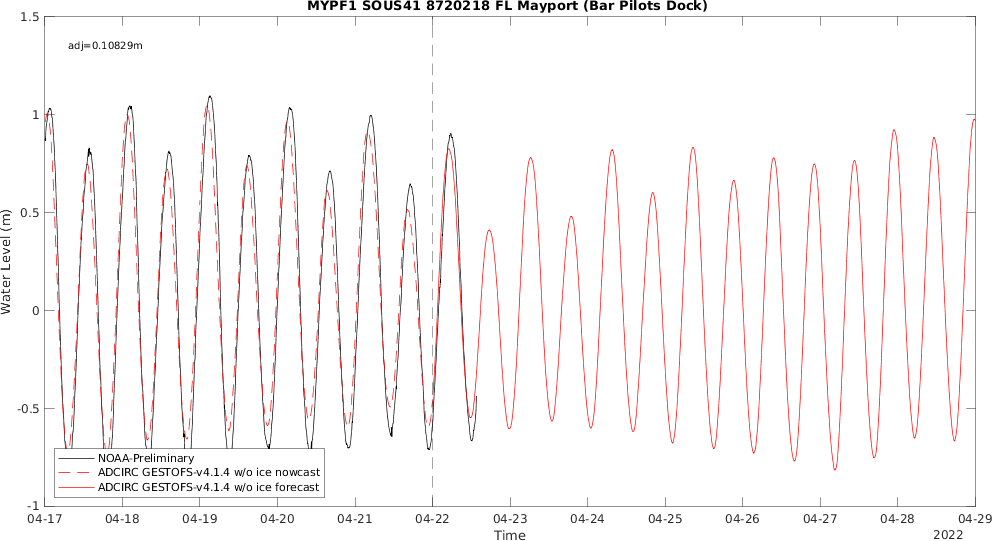 MYPF1 SOUS41 8720218 FL Mayport (Bar Pilots Dock)
1.5
adj=0.10829m
1
0.5
0
-0.5
-1
Water Level (m)
NOAA-Preliminary
ADCIRC GESTOFS-v4.1.4 w/o ice nowcast
ADCIRC GESTOFS-v4.1.4 w/o ice forecast
04-17 04-18 04-19 04-20 04-21 04-22 04-23 04-24 04-25 04-26 04-27 04-28 04-29
Time
2022